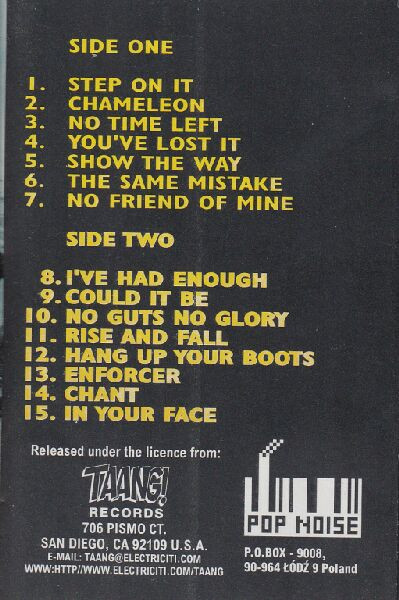 SIDE ONE
1. STEP ON IT
2. CHAMELEON
3. NO TIME LEFT
4. YOU'VE LOST IT
5. SHOW THE WAY
6. THE SAME MISTAKE
7. NO FRIEND OF MINE
SIDE TWO
8. I'VE HAD ENOUGH
9. COULD IT BE
10. NO GUTS NO GLORY
11. RISE AND FALL
12. HANG UP YOUR BOOTS
13. ENFORCER
14. CHANT
15. IN YOUR FACE
Released under the licence from:
TAANG!
RECORDS
706 PISMO CT.
SAN DIEGO, CA 92109 U.S.A.
E-MAIL: TAANG@ELECTRICITI.COM
WWW:HTTP//WWW.ELECTRICITI.COM/TAANG
POP NOISE
P.O.BOX - 9008,
90-964 ŁÓDŹ 9 Poland